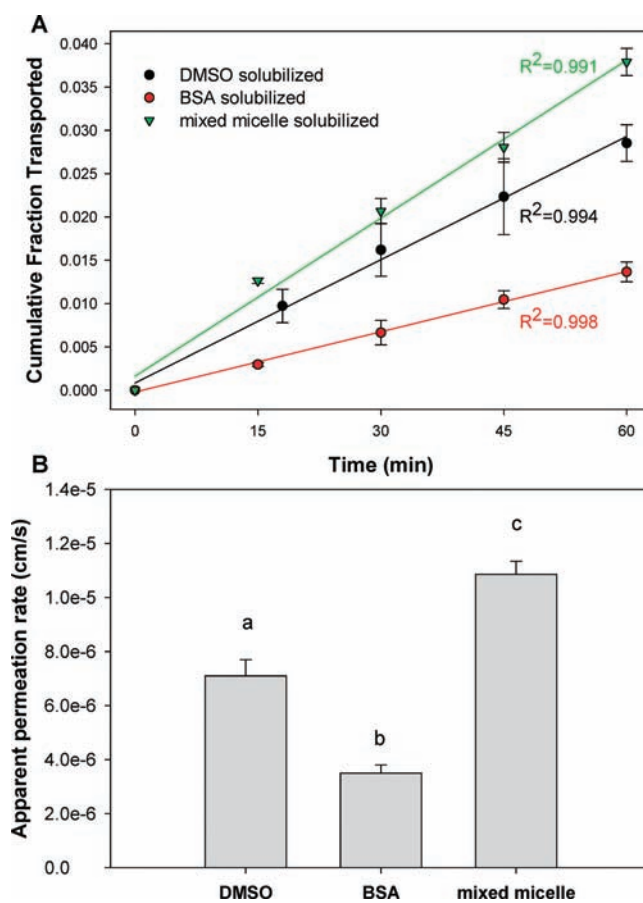 A
0.040
0.035
0.030
0.025
0.020
0.015
0.010
0.005
0.000
Cumulative Fraction Transported
DMSO solubilized
BSA solubilized
mixed micelle solubilized
R²=0.991
R²=0.994
R²=0.998
0 15 30 45 60
Time (min)
B
1.4e-5
1.2e-5
1.0e-5
8.0e-6
6.0e-6
4.0e-6
2.0e-6
0.0
Apparent permeation rate (cm/s)
a
b
c
DMSO BSA mixed micelle